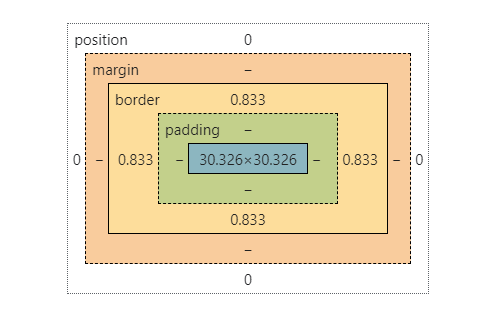 position 0
margin –
border 0.833
padding –
0 – 0.833 – 30.326×30.326 – 0.833 – 0
–
0.833
–
0